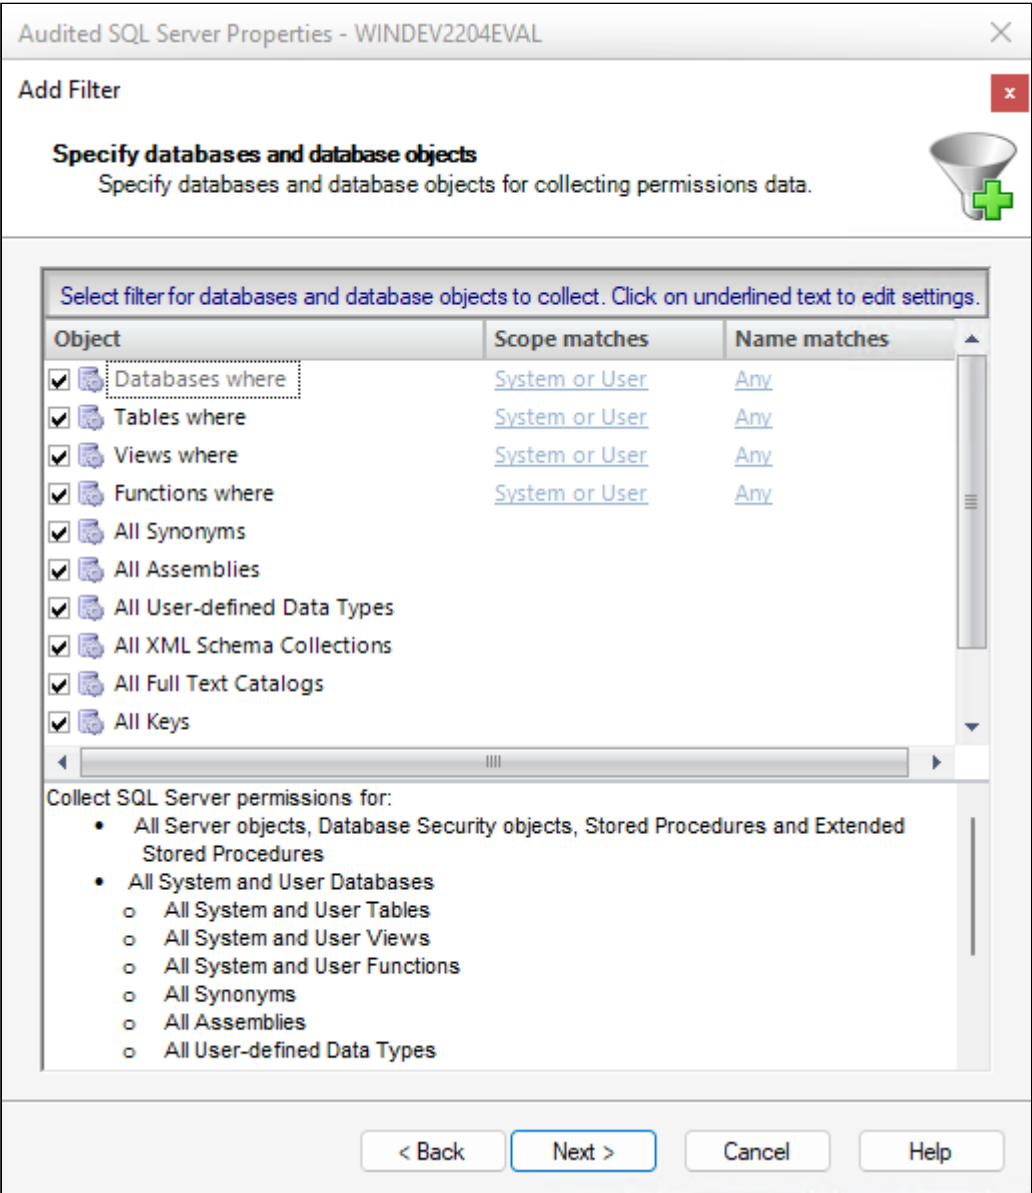 Audited SQL Server Properties - WINDEV2204EVAL
Add Filter
x
Specify databases and database objects
Specify databases and database objects for collecting permissions data.
Select filter for databases and database objects to collect. Click on underlined text to edit settings.
Object Scope matches Name matches
Databases where System or User Any
Tables where System or User Any
Views where System or User Any
Functions where System or User Any
All Synonyms
All Assemblies
All User-defined Data Types
All XML Schema Collections
All Full Text Catalogs
All Keys
Collect SQL Server permissions for:
• All Server objects, Database Security objects, Stored Procedures and Extended
Stored Procedures
• All System and User Databases
o All System and User Tables
o All System and User Views
o All System and User Functions
o All Synonyms
o All Assemblies
o All User-defined Data Types
< Back Next > Cancel Help